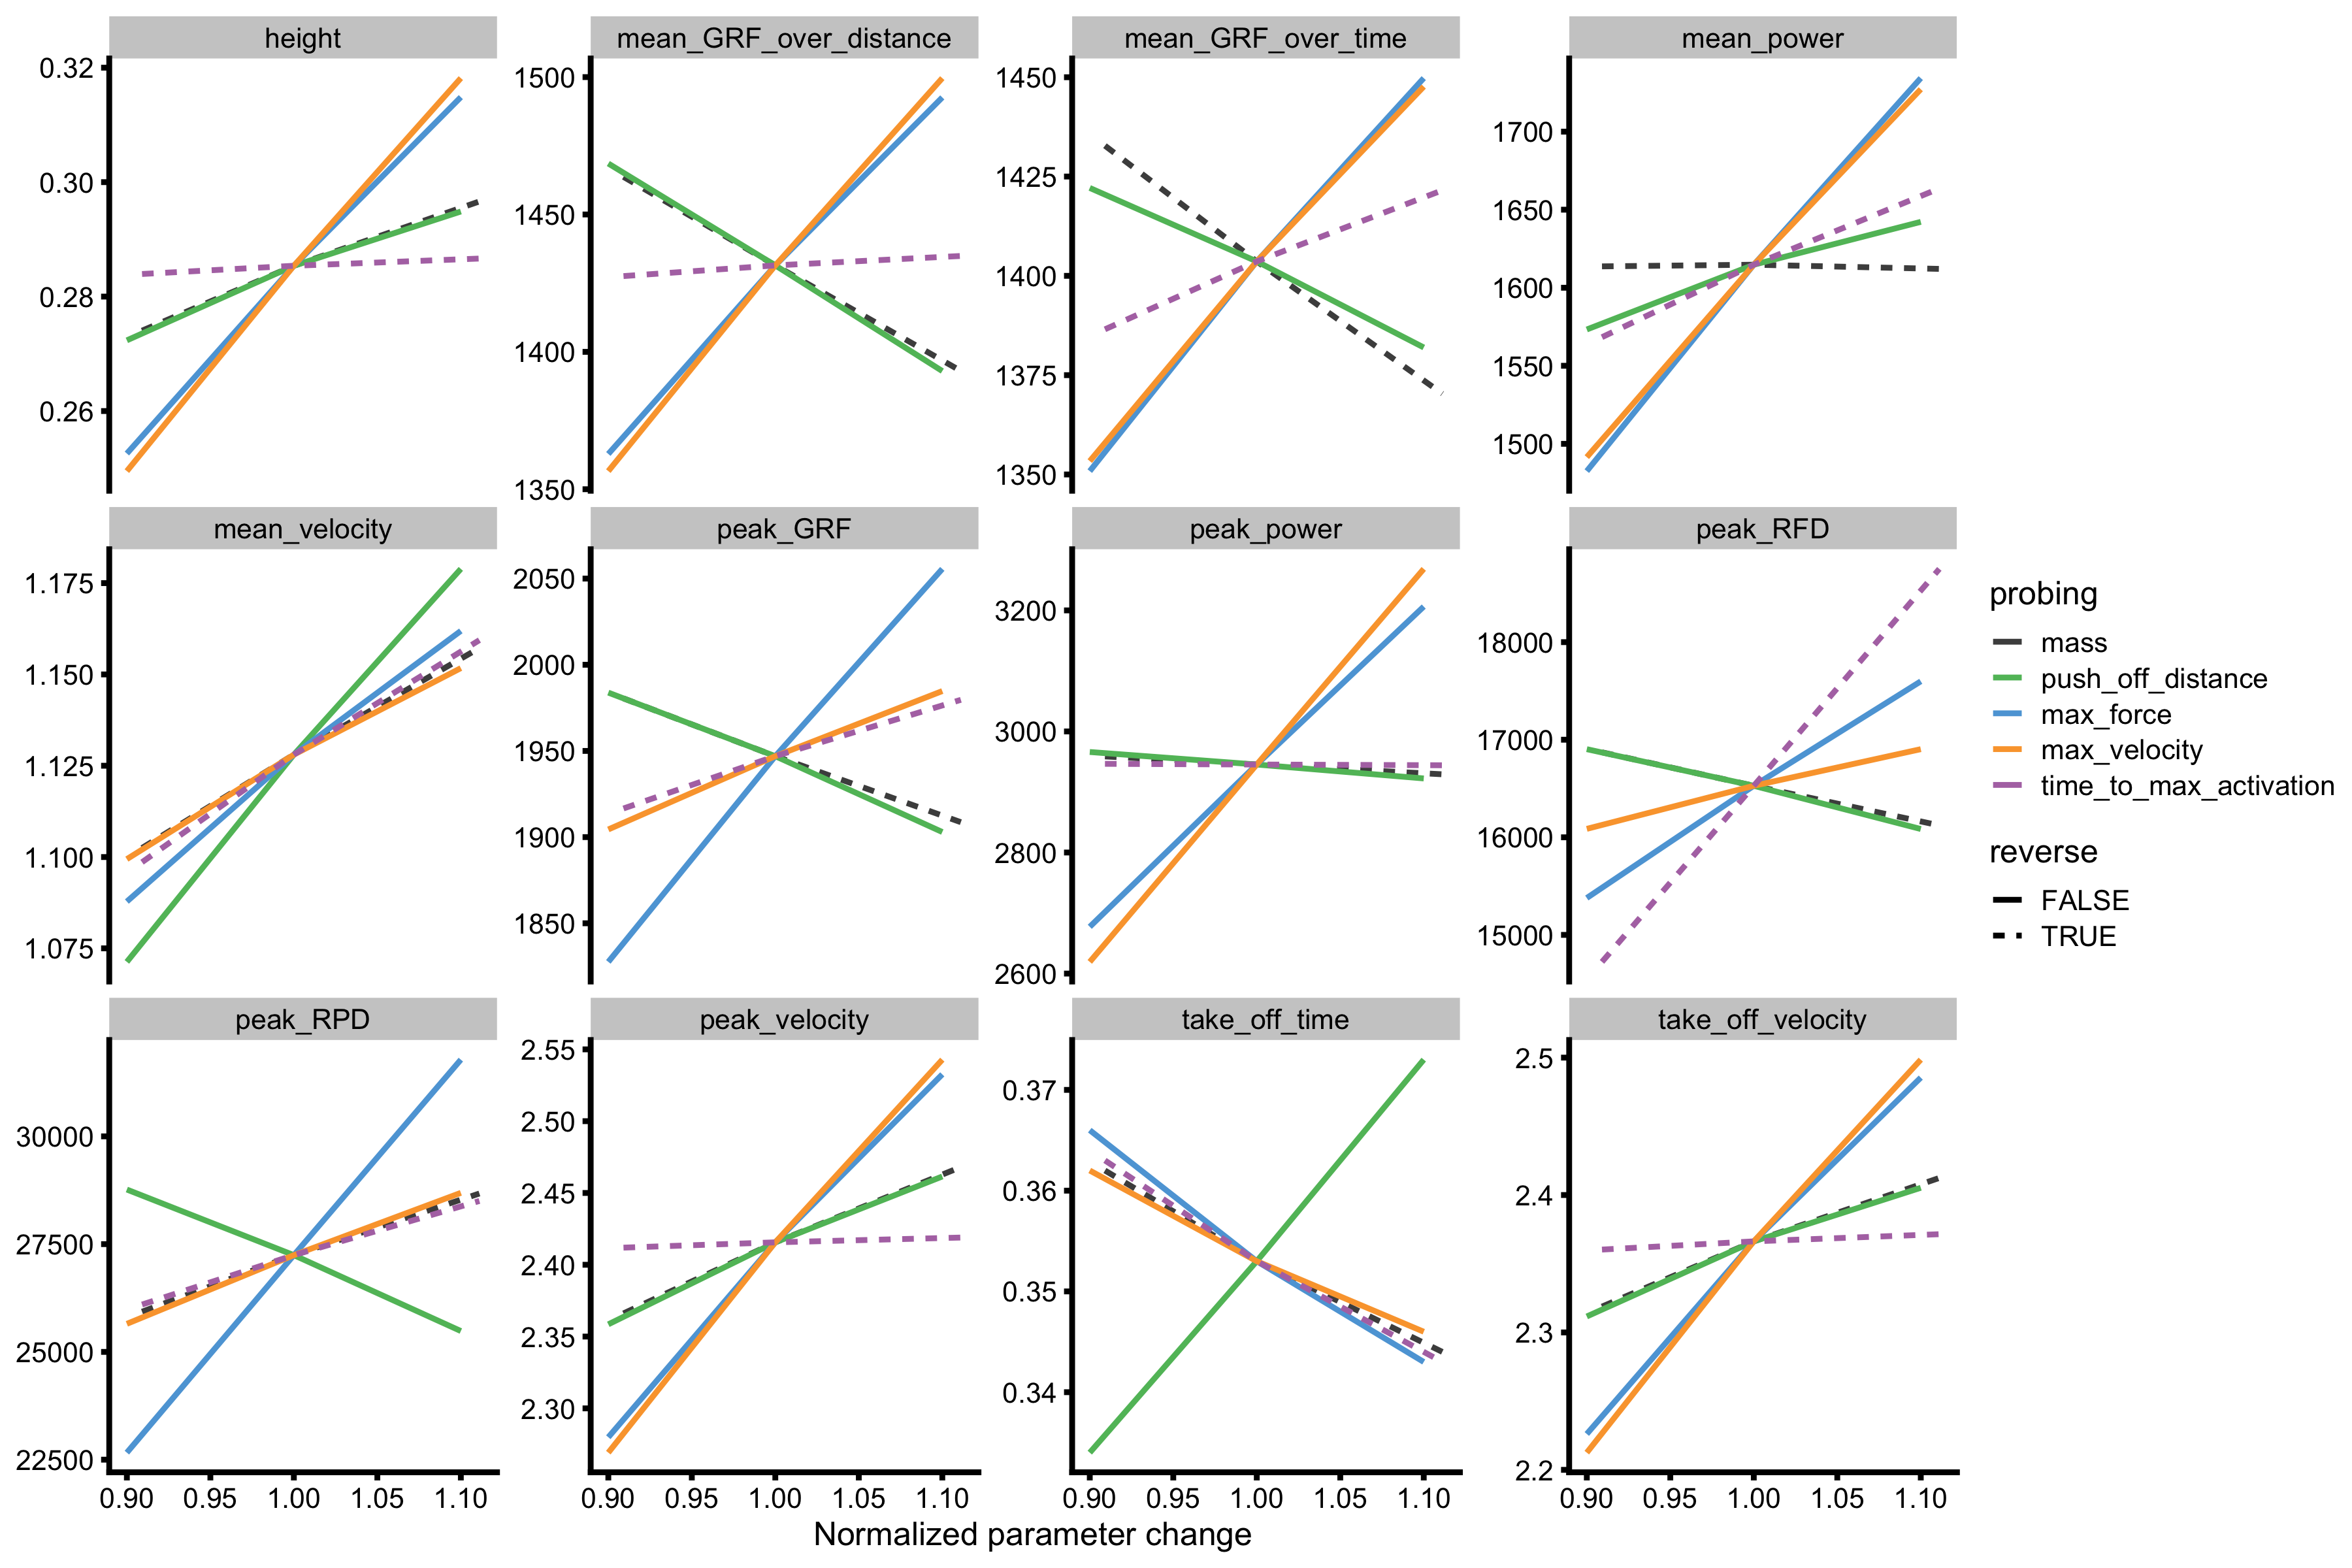 height
mean_GRF_over_distance
mean_GRF_over_time
mean_power
0.32
0.30
0.28
0.26
1500
1450
1400
1350
1450
1425
1400
1375
1350
1700
1650
1600
1550
1500
mean_velocity
peak_GRF
peak_power
peak_RFD
1.175
1.150
1.125
1.100
1.075
2050
2000
1950
1900
1850
3200
3000
2800
2600
18000
17000
16000
15000
peak_RPD
peak_velocity
take_off_time
take_off_velocity
30000
27500
25000
22500
2.55
2.50
2.45
2.40
2.35
2.30
0.37
0.36
0.35
0.34
2.5
2.4
2.3
2.2
0.90 0.95 1.00 1.05 1.10
0.90 0.95 1.00 1.05 1.10
0.90 0.95 1.00 1.05 1.10
0.90 0.95 1.00 1.05 1.10
Normalized parameter change
probing
mass
push_off_distance
max_force
max_velocity
time_to_max_activation
reverse
FALSE
TRUE